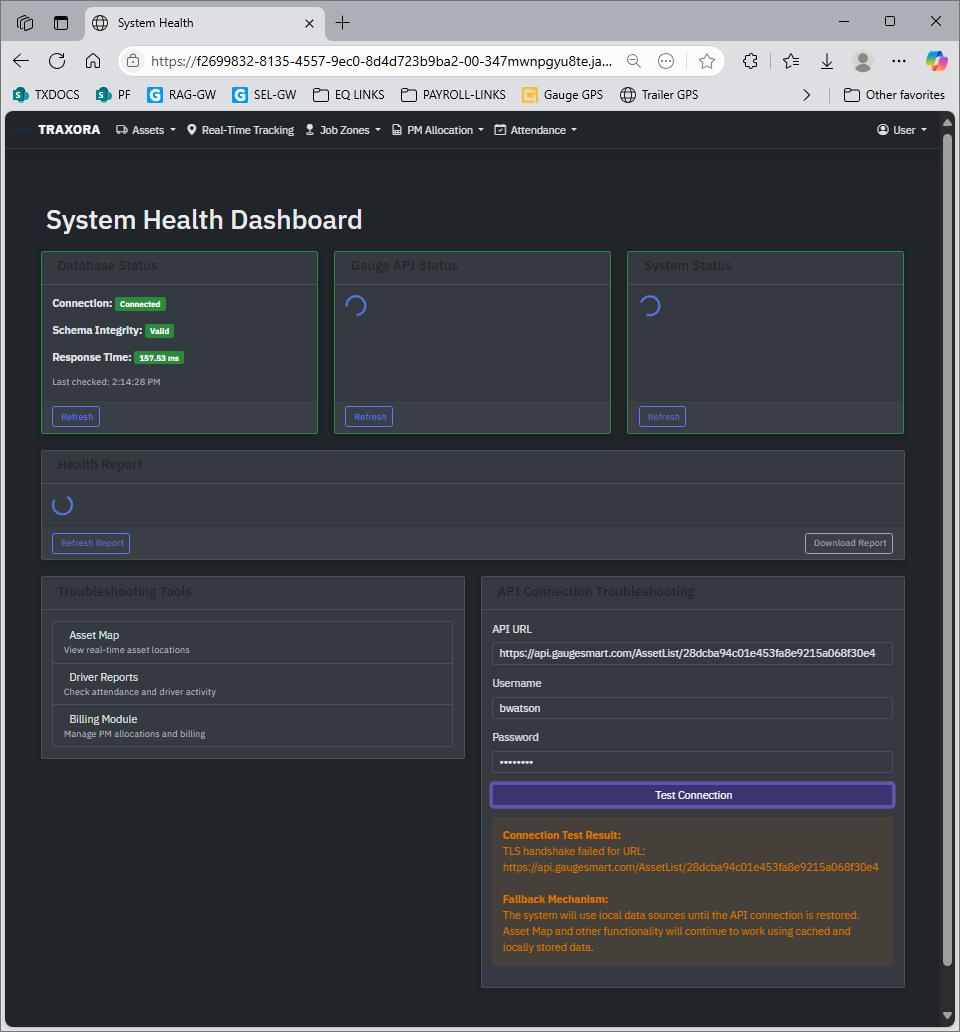 System Health
https://f2699832-8135-4557-9ec0-8d4d723b9ba2-00-347mwnpgyu8te.ja...
TXDOCS PF RAG-GW SEL-GW EQ LINKS PAYROLL-LINKS Gauge GPS Trailer GPS Other favorites
TRAXORA Assets Real-Time Tracking Job Zones PM Allocation Attendance User
System Health Dashboard
Database Status
Connection: Connected
Schema Integrity: Valid
Response Time: 157.53 ms
Last checked: 2:14:28 PM
Refresh
Gauge API Status
Refresh
System Status
Refresh
Health Report
Refresh Report Download Report
Troubleshooting Tools
Asset Map
View real-time asset locations
Driver Reports
Check attendance and driver activity
Billing Module
Manage PM allocations and billing
API Connection Troubleshooting
API URL
https://api.gaugesmart.com/AssetList/28dcba94c01e453fa8e9215a068f30e4
Username
bwatson
Password
••••••••
Test Connection
Connection Test Result:
TLS handshake failed for URL:
https://api.gaugesmart.com/AssetList/28dcba94c01e453fa8e9215a068f30e4
Fallback Mechanism:
The system will use local data sources until the API connection is restored.
Asset Map and other functionality will continue to work using cached and
locally stored data.